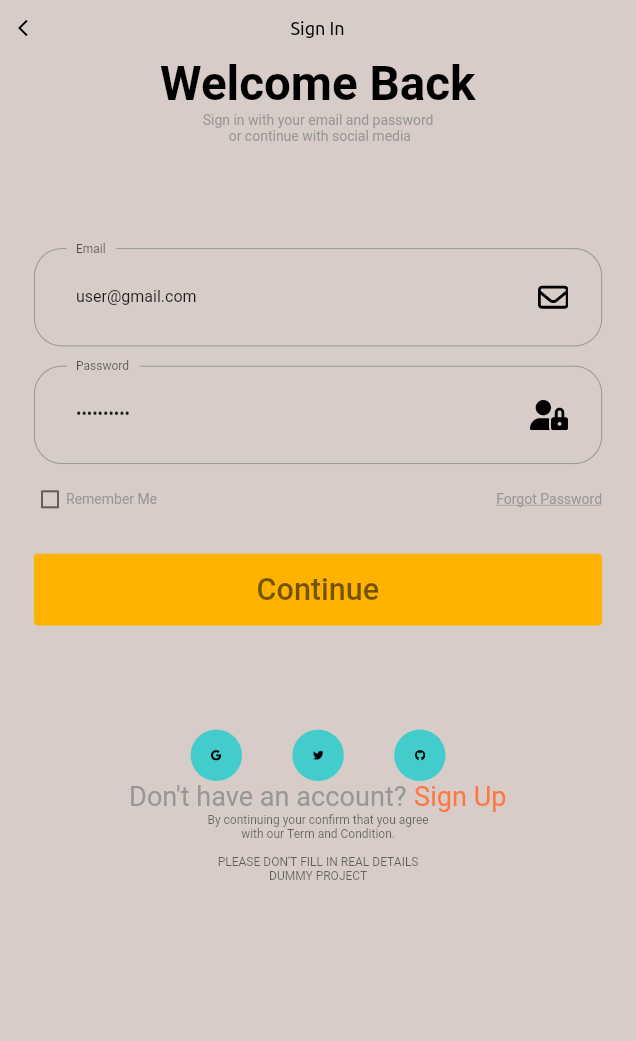 Sign In
Welcome Back
Sign in with your email and password
or continue with social media
Email
user@gmail.com
Password
••••••••••
Remember Me
Forgot Password
Continue
Don't have an account? Sign Up
By continuing your confirm that you agree
with our Term and Condition.
PLEASE DON'T FILL IN REAL DETAILS
DUMMY PROJECT